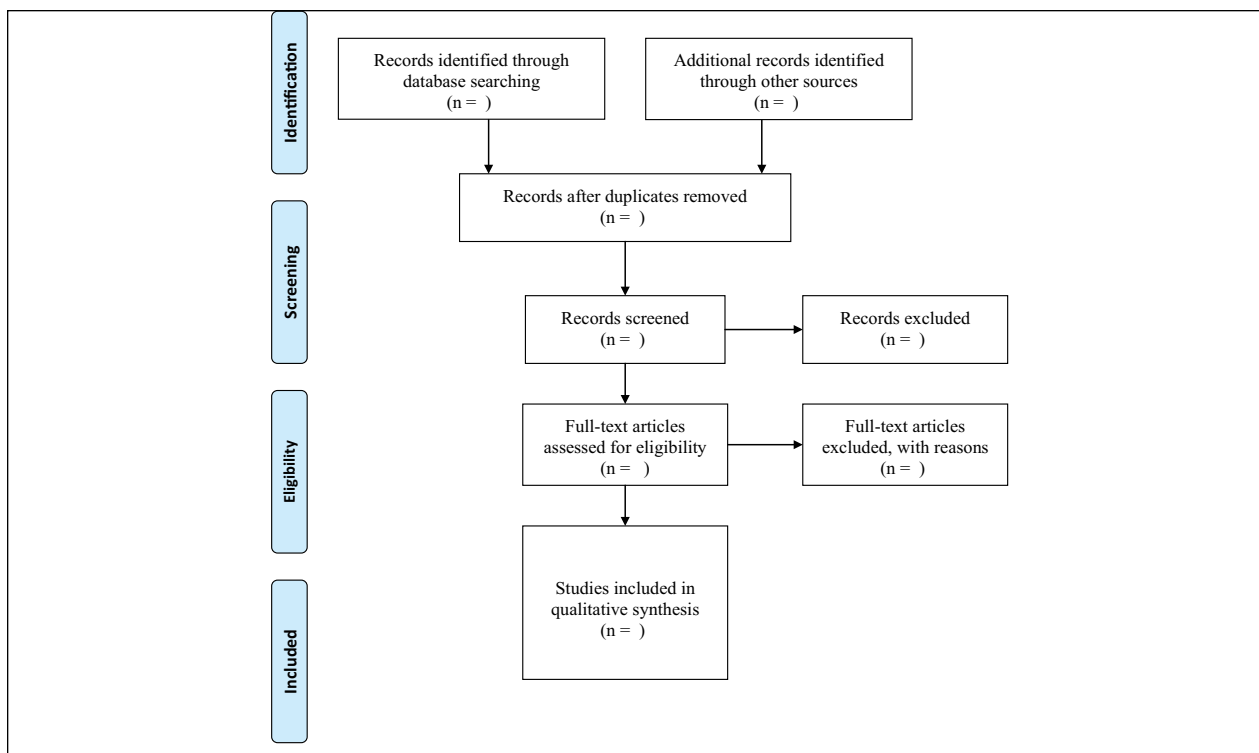 Identification
Records identified through
database searching
(n = )
Additional records identified
through other sources
(n = )
Records after duplicates removed
(n = )
Screening
Records screened
(n = )
Records excluded
(n = )
Eligibility
Full-text articles
assessed for eligibility
(n = )
Full-text articles
excluded, with reasons
(n = )
Included
Studies included in
qualitative synthesis
(n = )